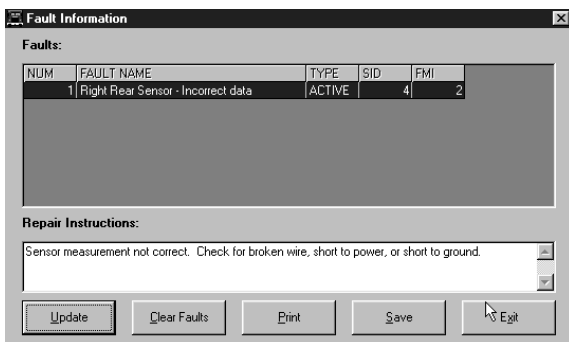 Fault Information
Faults:
NUM FAULT NAME TYPE SID FMI
1 Right Rear Sensor - Incorrect data ACTIVE 4 2
Repair Instructions:
Sensor measurement not correct. Check for broken wire, short to power, or short to ground.
Update Clear Faults Print Save Exit